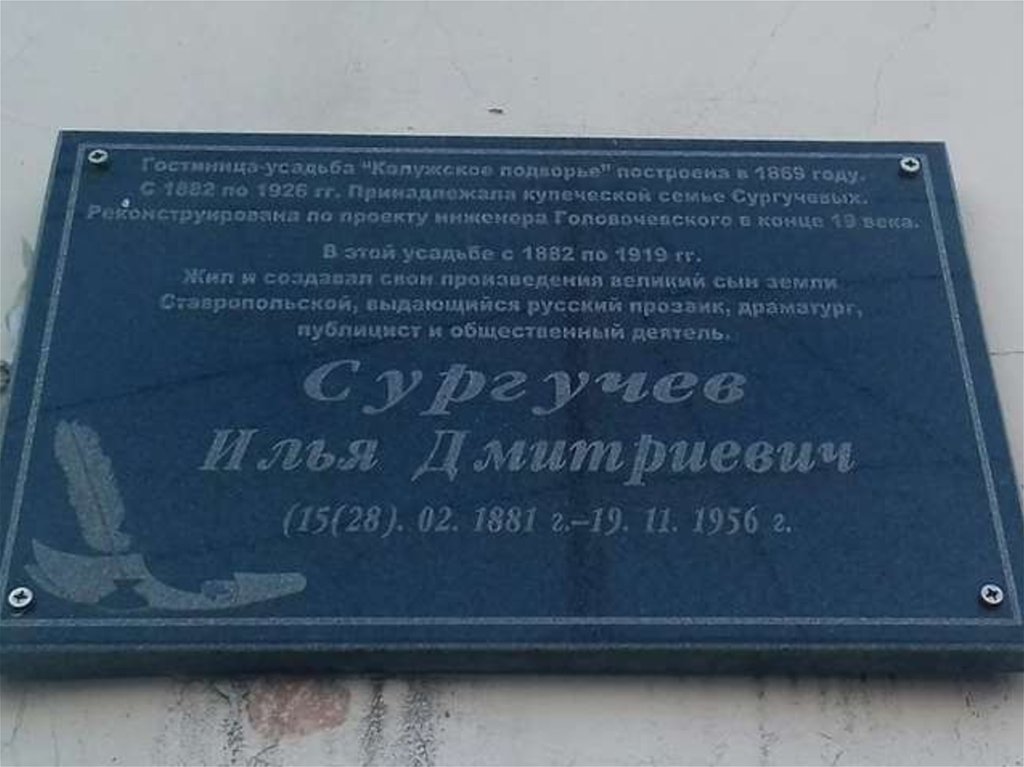 Гостиница-усадьба "Колужское подворье" построена в 1869 году.
С 1882 по 1926 гг. Принадлежала купеческой семье Сургучевых.
Реконструирована по проекту инженера Головочевского в конце 19 века.
В этой усадьбе с 1882 по 1919 гг.
Жил и создавал свои произведения великий сын земли
Ставропольской, выдающийся русский прозаик, драматург,
публицист и общественный деятель.
Сургучев
Илья Дмитриевич
(15(28). 02. 1881 г.-19. 11. 1956 г.